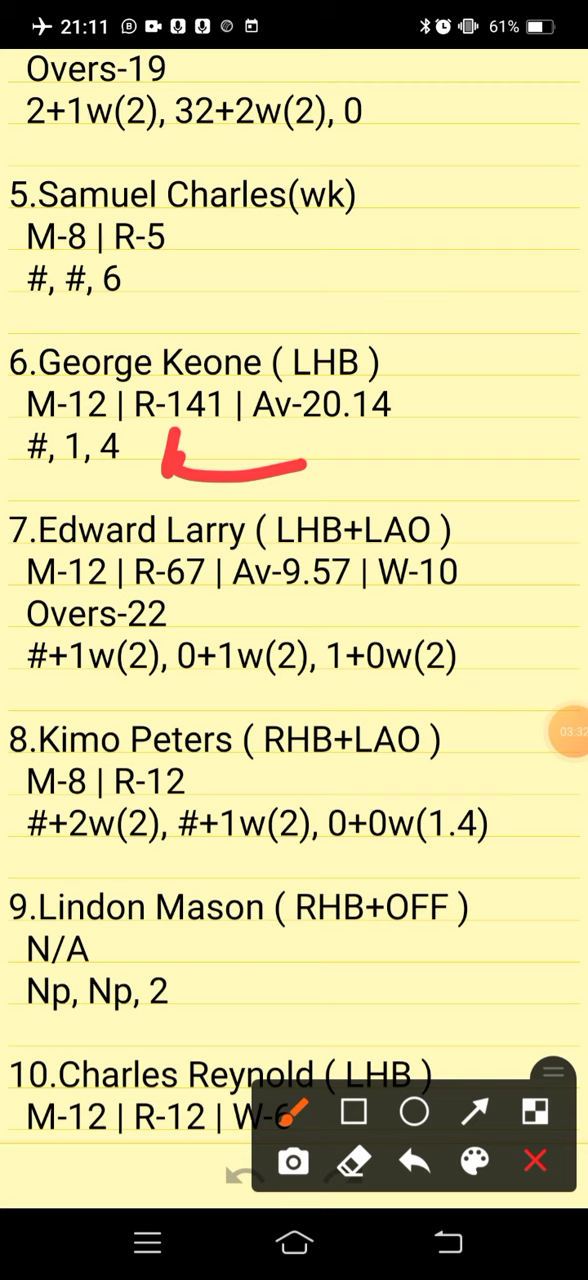 21:11
61%
Overs-19
2+1w(2), 32+2w(2), 0
5.Samuel Charles(wk)
M-8 | R-5
#, #, 6
6.George Keone ( LHB )
M-12 | R-141 | Av-20.14
#, 1, 4
7.Edward Larry ( LHB+LAO )
M-12 | R-67 | Av-9.57 | W-10
Overs-22
#+1w(2), 0+1w(2), 1+0w(2)
03:32
8.Kimo Peters ( RHB+LAO )
M-8 | R-12
#+2w(2), #+1w(2), 0+0w(1.4)
9.Lindon Mason ( RHB+OFF )
N/A
Np, Np, 2
10.Charles Reynold ( LHB )
M-12 | R-12 | W-6